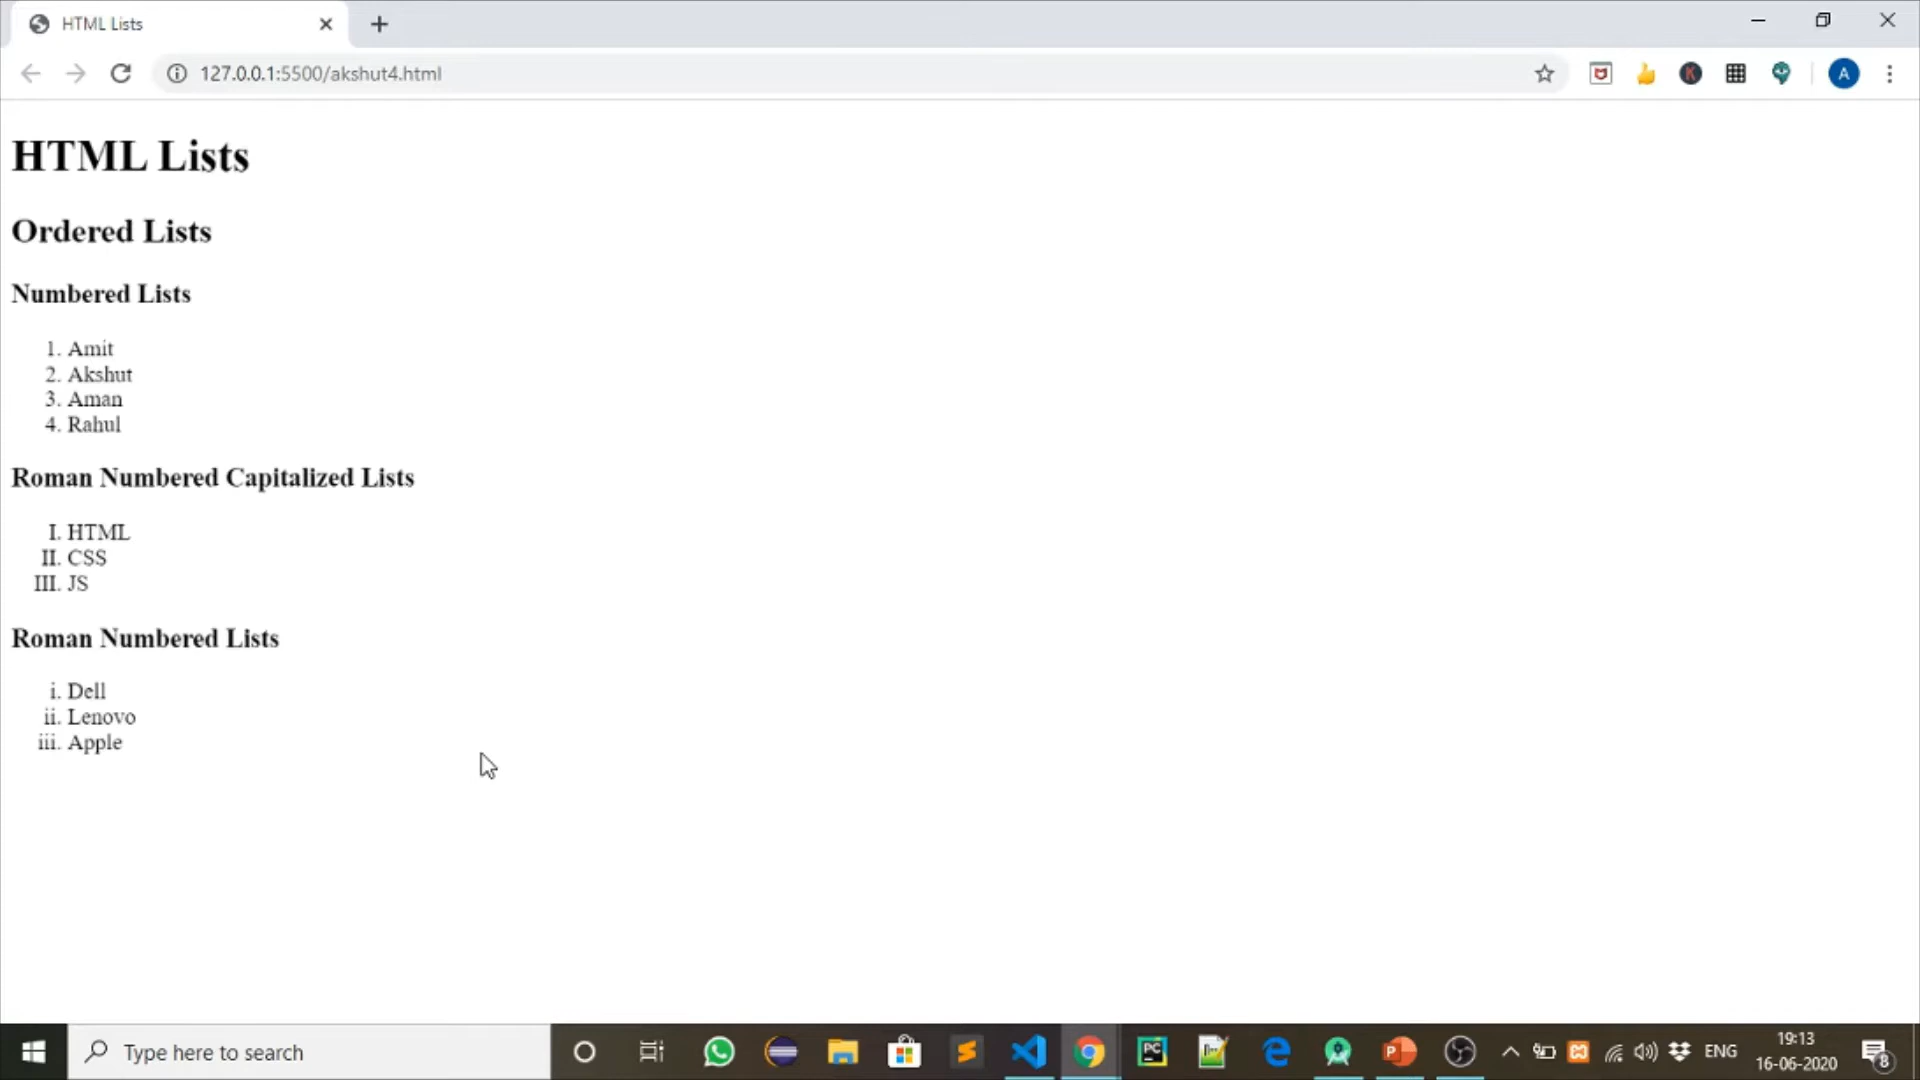 HTML Lists
127.0.0.1:5500/akshut4.html
A
HTML Lists
Ordered Lists
Numbered Lists
1. Amit
2. Akshut
3. Aman
4. Rahul
Roman Numbered Capitalized Lists
I. HTML
II. CSS
III. JS
Roman Numbered Lists
i. Dell
ii. Lenovo
iii. Apple
Type here to search
ENG
19:13
16-06-2020
8